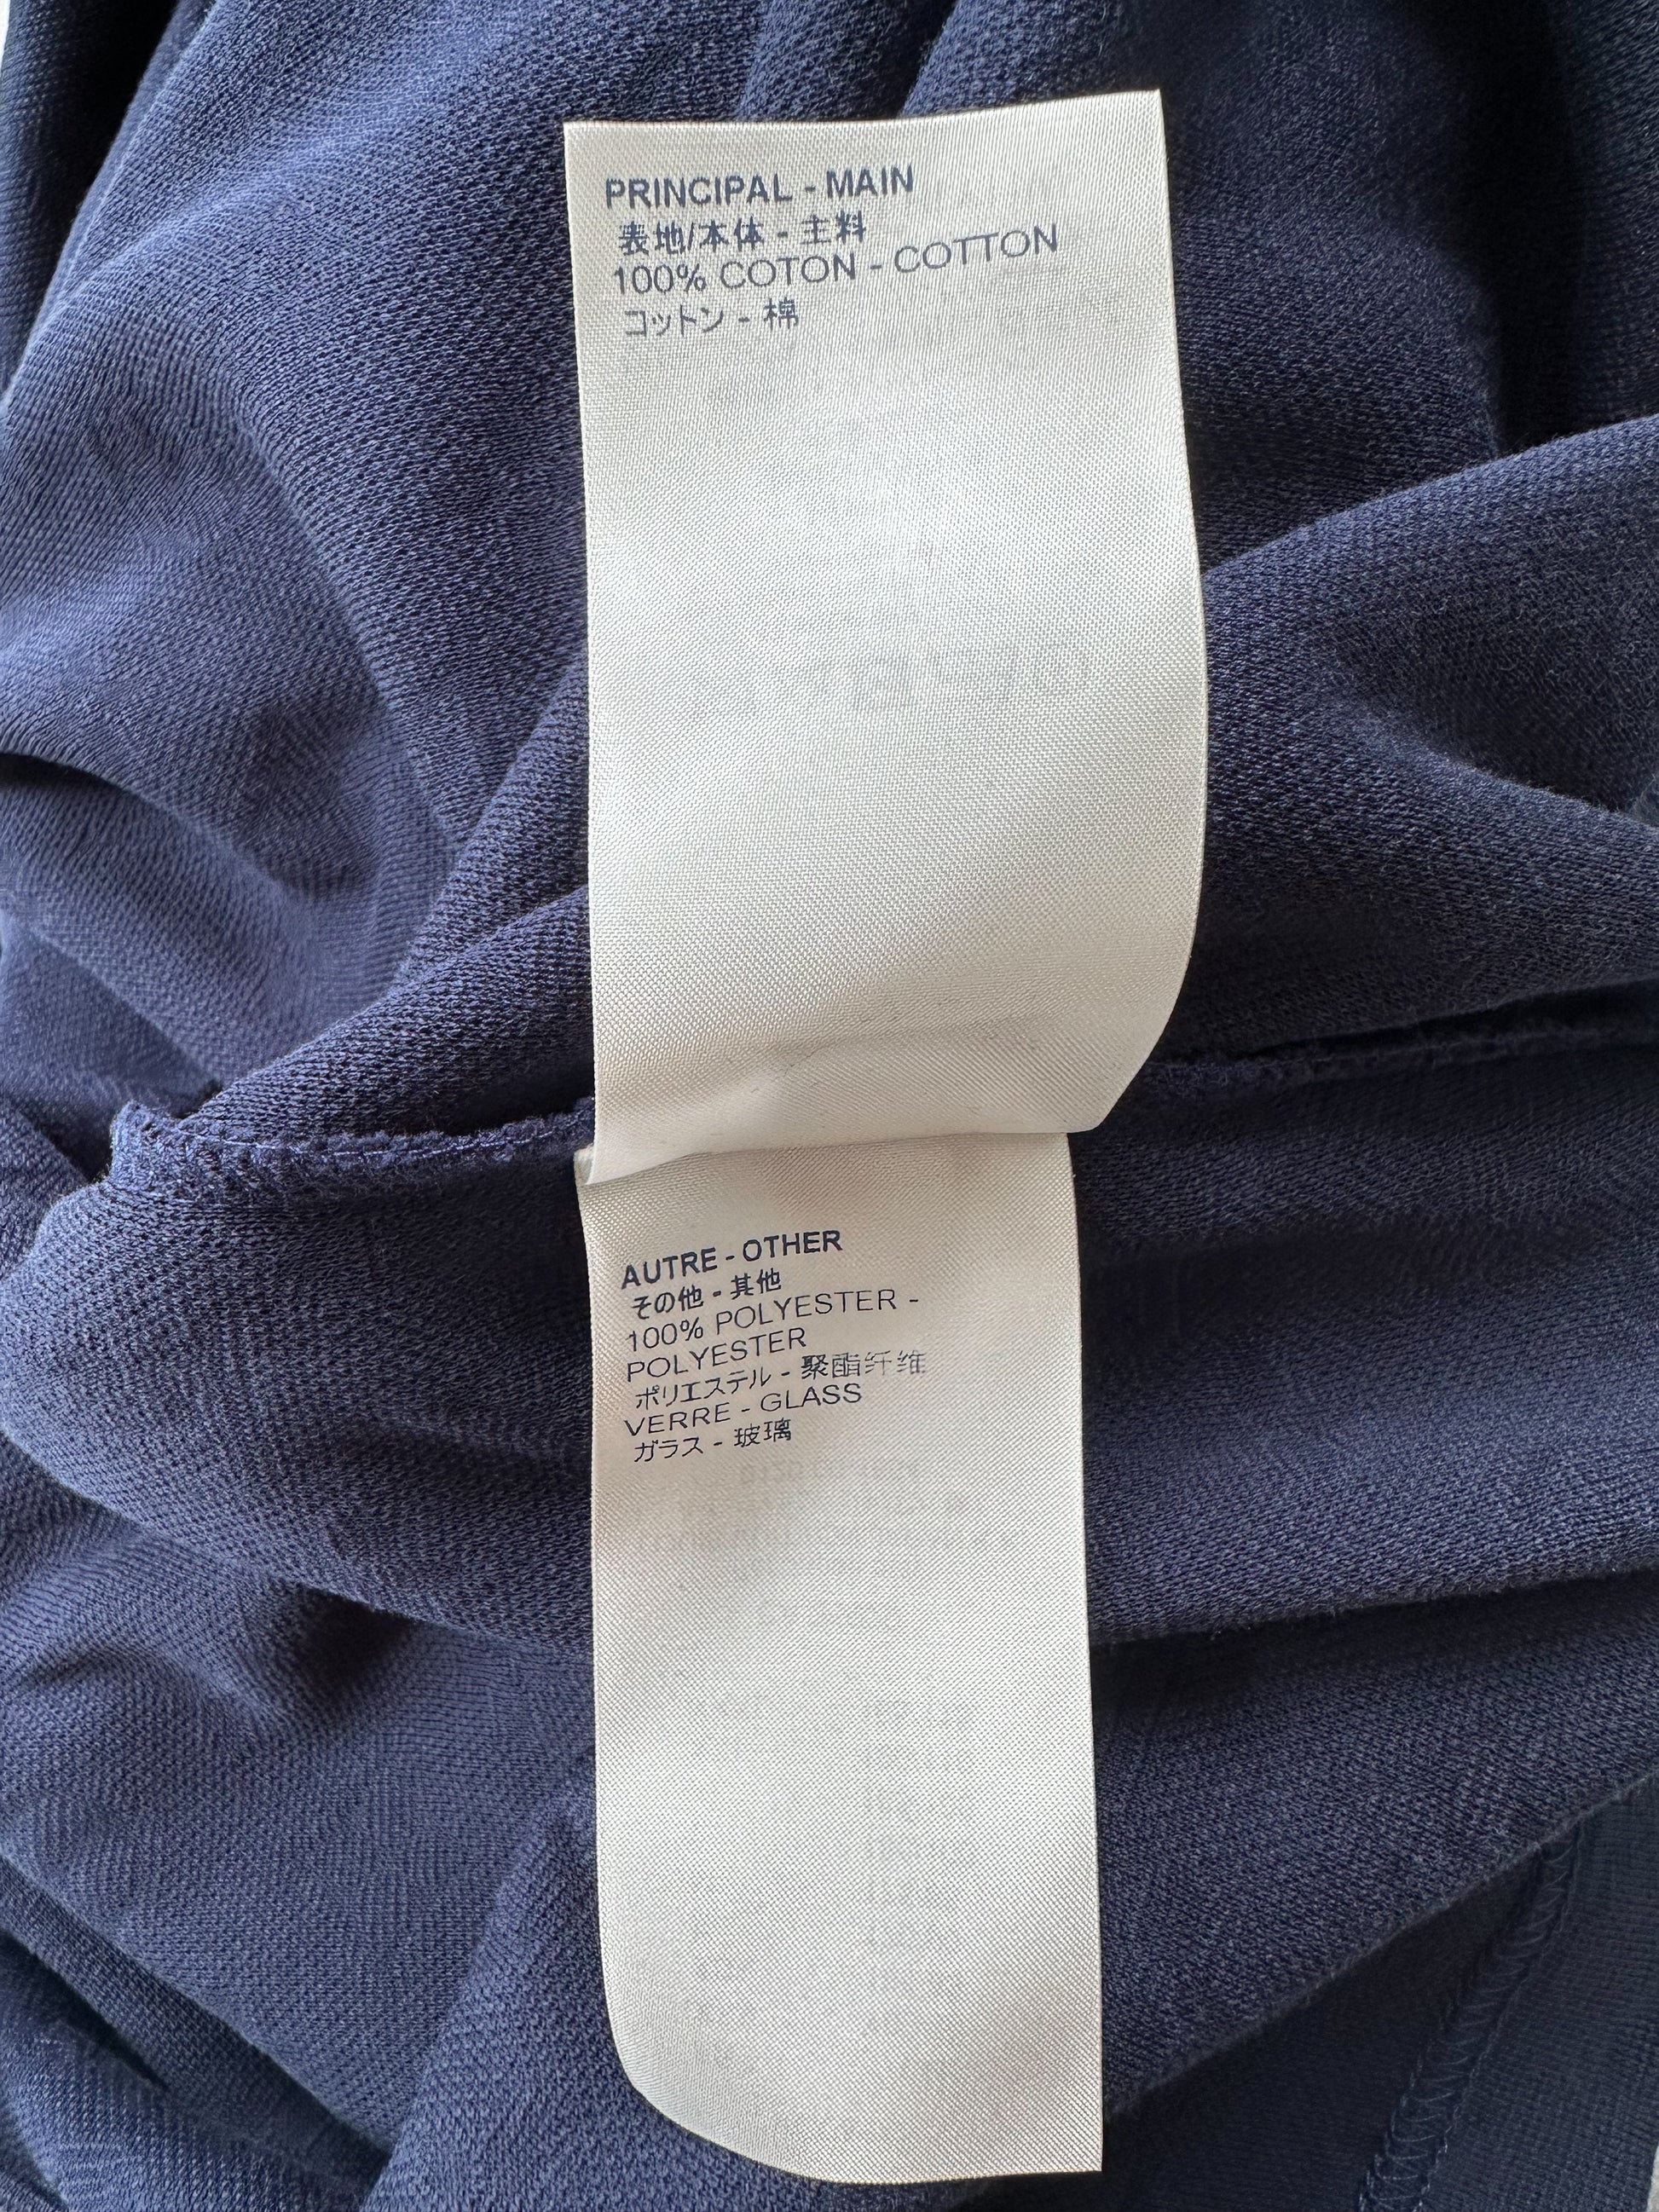 PRINCIPAL - MAIN
表地/本体 - 主料
100% COTON - COTTON
コットン - 棉
AUTRE - OTHER
その他 - 其他
100% POLYESTER -
POLYESTER
ポリエステル - 聚酯纤维
VERRE - GLASS
ガラス - 玻璃